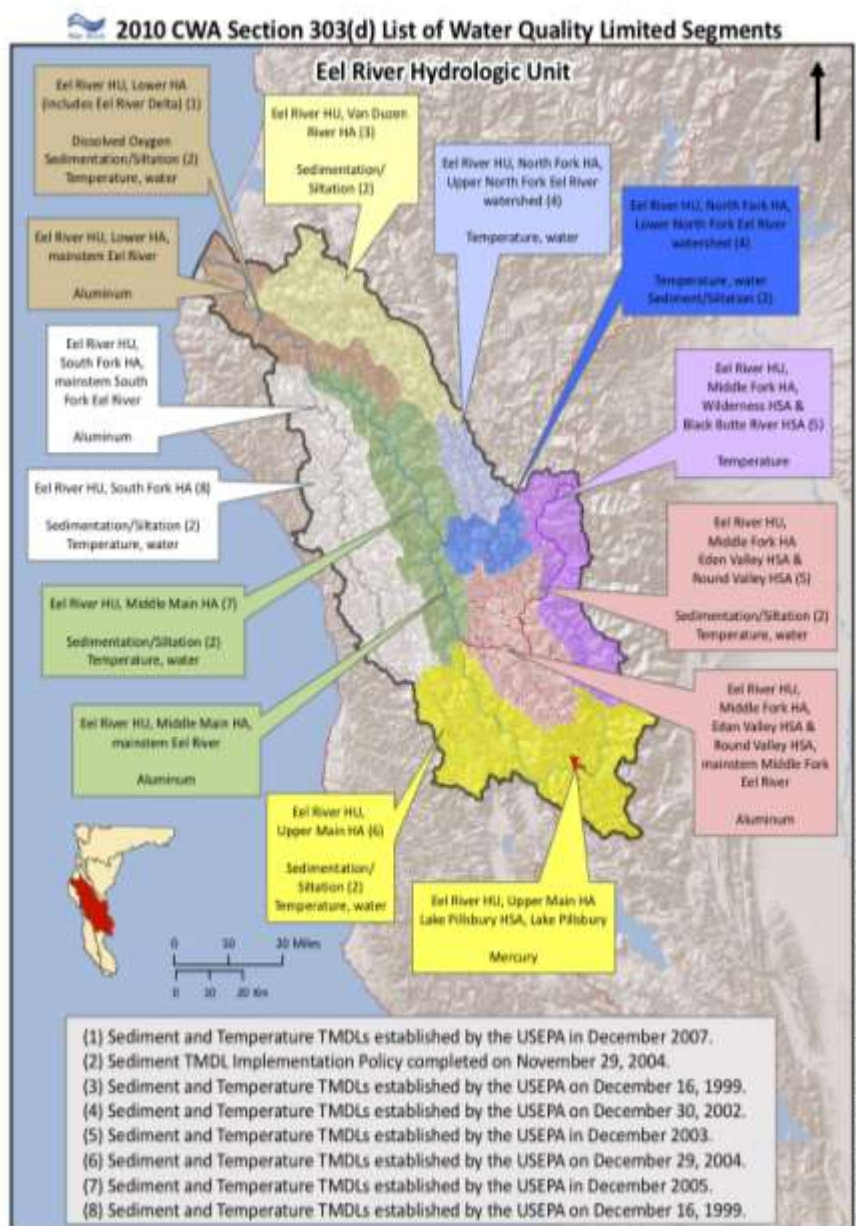 2010 CWA Section 303(d) List of Water Quality Limited Segments
Eel River Hydrologic Unit
Eel River HU, Lower HA
(includes Eel River Delta) (1)
Dissolved Oxygen
Sedimentation/Siltation (2)
Temperature, water
Eel River HU, Van Duzen
River HA (3)
Sedimentation/
Siltation (2)
Eel River HU, North Fork HA,
Upper North Fork Eel River
watershed (4)
Temperature, water
Eel River HU, North Fork HA,
Lower North Fork Eel River
watershed (4)
Temperature, water
Sediment/Siltation (2)
Eel River HU, Lower HA,
mainstem Eel River
Aluminum
Eel River HU,
South Fork HA,
mainstem South
Fork Eel River
Aluminum
Eel River HU,
Middle Fork HA,
Wilderness HSA &
Black Butte River HSA (5)
Temperature
Eel River HU, South Fork HA (8)
Sedimentation/Siltation (2)
Temperature, water
Eel River HU,
Middle Fork HA
Eden Valley HSA &
Round Valley HSA (5)
Sedimentation/Siltation (2)
Temperature, water
Eel River HU, Middle Main HA (7)
Sedimentation/Siltation (2)
Temperature, water
Eel River HU, Middle Main HA,
mainstem Eel River
Aluminum
Eel River HU,
Middle Fork HA,
Edan Valley HSA &
Round Valley HSA,
mainstem Middle Fork
Eel River
Aluminum
Eel River HU,
Upper Main HA (6)
Sedimentation/
Siltation (2)
Temperature, water
Eel River HU, Upper Main HA
Lake Pillsbury HSA, Lake Pillsbury
Mercury
0 10 20 Miles
0 10 20 Km
(1) Sediment and Temperature TMDLs established by the USEPA in December 2007.
(2) Sediment TMDL Implementation Policy completed on November 29, 2004.
(3) Sediment and Temperature TMDLs established by the USEPA on December 16, 1999.
(4) Sediment and Temperature TMDLs established by the USEPA on December 30, 2002.
(5) Sediment and Temperature TMDLs established by the USEPA in December 2003.
(6) Sediment and Temperature TMDLs established by the USEPA on December 29, 2004.
(7) Sediment and Temperature TMDLs established by the USEPA in December 2005.
(8) Sediment and Temperature TMDLs established by the USEPA on December 16, 1999.